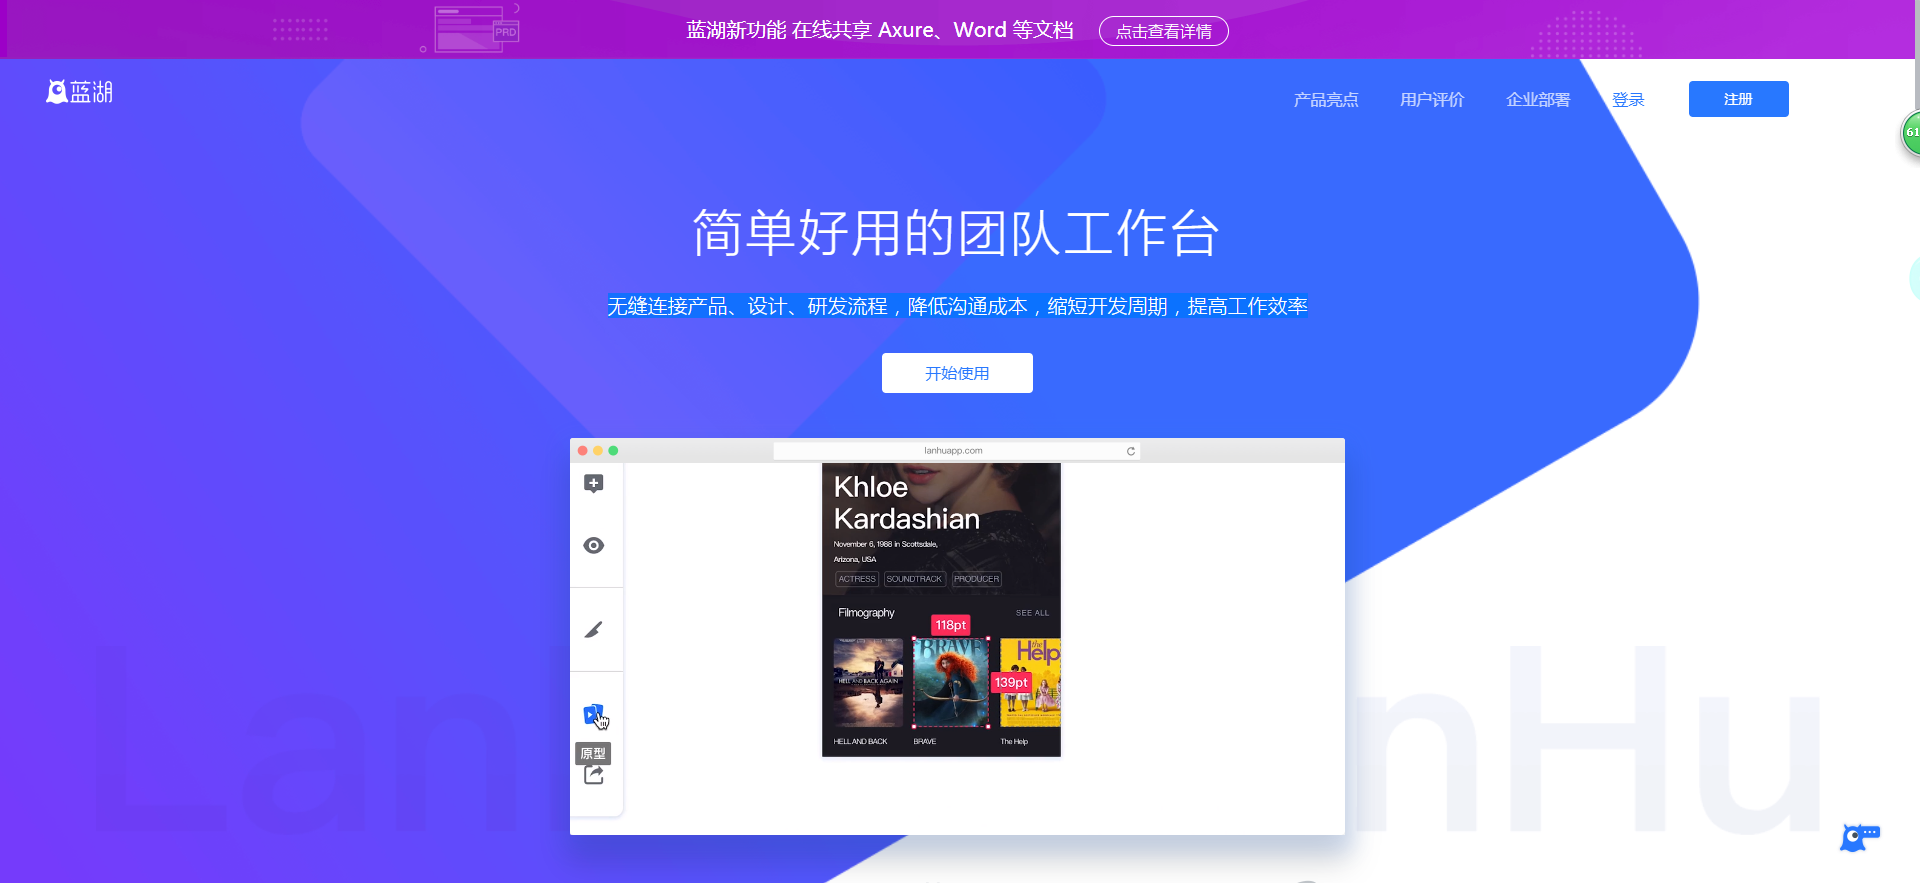 PRD
蓝湖新功能 在线共享 Axure、Word 等文档
点击查看详情
蓝湖
产品亮点
用户评价
企业部署
登录
注册
61
简单好用的团队工作台
无缝连接产品、设计、研发流程，降低沟通成本，缩短开发周期，提高工作效率
开始使用
lanhuapp.com
Khloe
Kardashian
November 6, 1988 in Scottsdale,
Arizona, USA
ACTRESS
SOUNDTRACK
PRODUCER
Filmography
SEE ALL
118pt
BRAVE
the
Help
HELL AND BACK AGAIN
139pt
HELL AND BACK
BRAVE
The Help
原型
LanHu